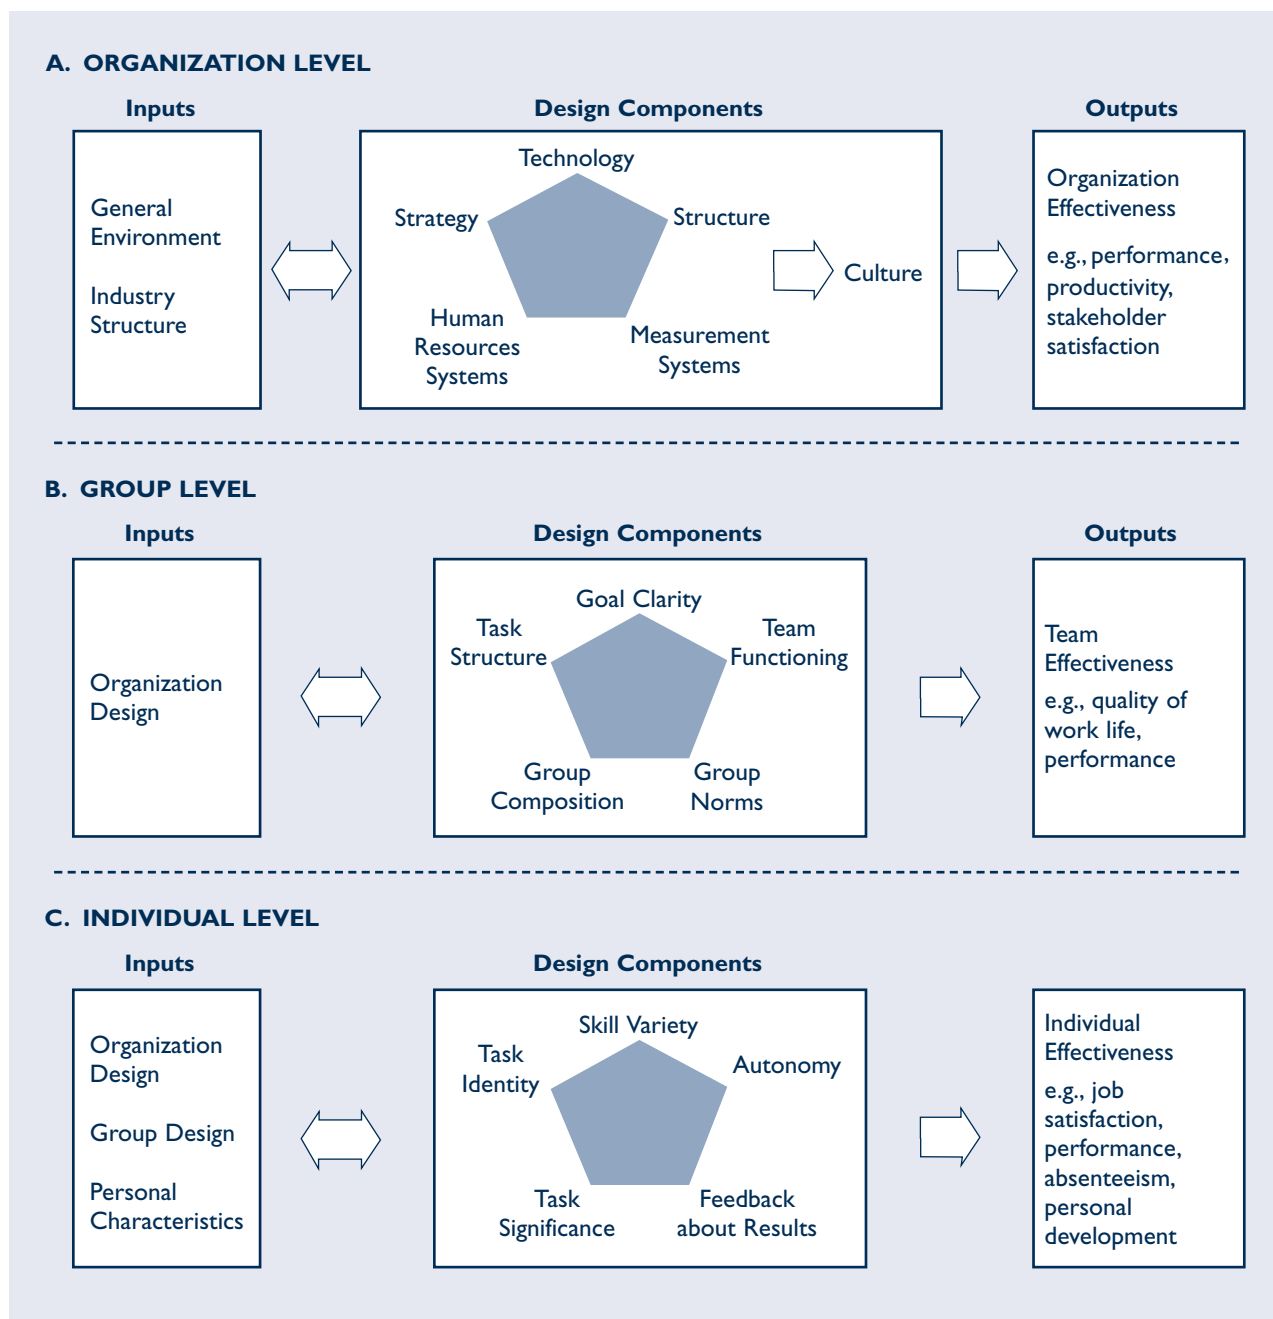 A. ORGANIZATION LEVEL
Inputs
Design Components
Outputs
General
Environment
Industry
Structure
Technology
Strategy
Structure
Human
Resources
Systems
Measurement
Systems
Culture
Organization
Effectiveness
e.g., performance,
productivity,
stakeholder
satisfaction
B. GROUP LEVEL
Inputs
Design Components
Outputs
Organization
Design
Goal Clarity
Task
Structure
Team
Functioning
Group
Composition
Group
Norms
Team
Effectiveness
e.g., quality of
work life,
performance
C. INDIVIDUAL LEVEL
Inputs
Design Components
Outputs
Organization
Design
Group Design
Personal
Characteristics
Skill Variety
Task
Identity
Autonomy
Task
Significance
Feedback
about Results
Individual
Effectiveness
e.g., job
satisfaction,
performance,
absenteeism,
personal
development